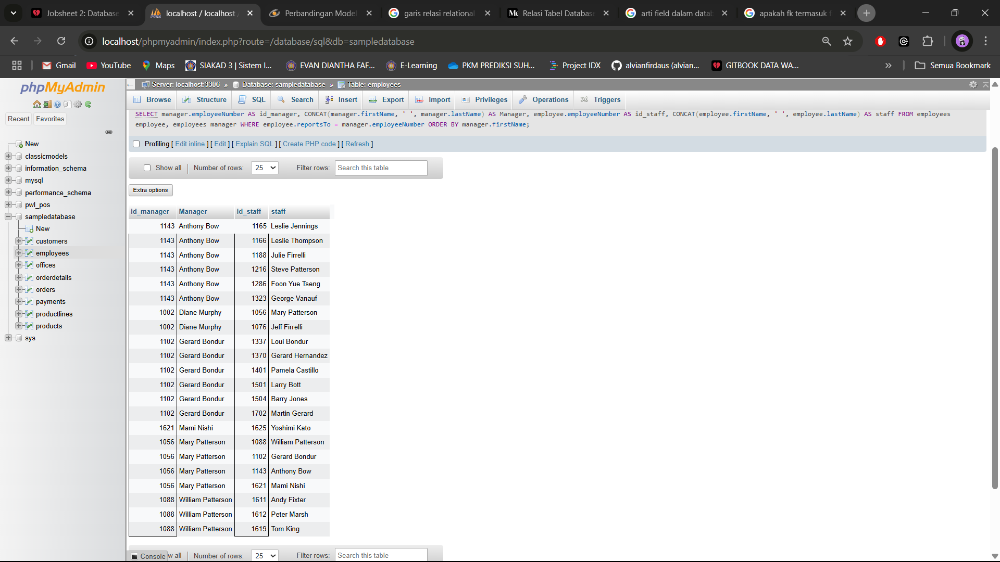 Jobsheet 2: Database
localhost / localhost /
Perbandingan Model
garis relasi relational
Relasi Tabel Database
arti field dalam datab
apakah fk termasuk f
localhost/phpmyadmin/index.php?route=/database/sql&db=sampledatabase
Gmail
YouTube
Maps
SIAKAD 3 | Sistem I...
EVAN DIANTHA FAF...
E-Learning
PKM PREDIKSI SUH...
Project IDX
alvianfirdaus (alvian...
GITBOOK DATA WA...
»
Semua Bookmark
phpMyAdmin
Recent
Favorites
New
classicmodels
information_schema
mysql
performance_schema
pwl_pos
sampledatabase
New
customers
employees
offices
orderdetails
orders
payments
productlines
products
sys
Server: localhost:3306 » Database: sampledatabase » Table: employees
Browse Structure SQL Search Insert Export Import Privileges Operations Triggers
SELECT manager.employeeNumber AS id_manager, CONCAT(manager.firstName, ' ', manager.lastName) AS Manager, employee.employeeNumber AS id_staff, CONCAT(employee.firstName, ' ', employee.lastName) AS staff FROM employees
employee, employees manager WHERE employee.reportsTo = manager.employeeNumber ORDER BY manager.firstName;
Profiling [ Edit inline ] [ Edit ] [ Explain SQL ] [ Create PHP code ] [ Refresh ]
Show all | Number of rows: 25 Filter rows: Search this table
Extra options
id_manager Manager id_staff staff
1143 Anthony Bow 1165 Leslie Jennings
1143 Anthony Bow 1166 Leslie Thompson
1143 Anthony Bow 1188 Julie Firrelli
1143 Anthony Bow 1216 Steve Patterson
1143 Anthony Bow 1286 Foon Yue Tseng
1143 Anthony Bow 1323 George Vanauf
1002 Diane Murphy 1056 Mary Patterson
1002 Diane Murphy 1076 Jeff Firrelli
1102 Gerard Bondur 1337 Loui Bondur
1102 Gerard Bondur 1370 Gerard Hernandez
1102 Gerard Bondur 1401 Pamela Castillo
1102 Gerard Bondur 1501 Larry Bott
1102 Gerard Bondur 1504 Barry Jones
1102 Gerard Bondur 1702 Martin Gerard
1621 Mami Nishi 1625 Yoshimi Kato
1056 Mary Patterson 1088 William Patterson
1056 Mary Patterson 1102 Gerard Bondur
1056 Mary Patterson 1143 Anthony Bow
1056 Mary Patterson 1621 Mami Nishi
1088 William Patterson 1611 Andy Fixter
1088 William Patterson 1612 Peter Marsh
1088 William Patterson 1619 Tom King
Console w all | Number of rows: 25 Filter rows: Search this table